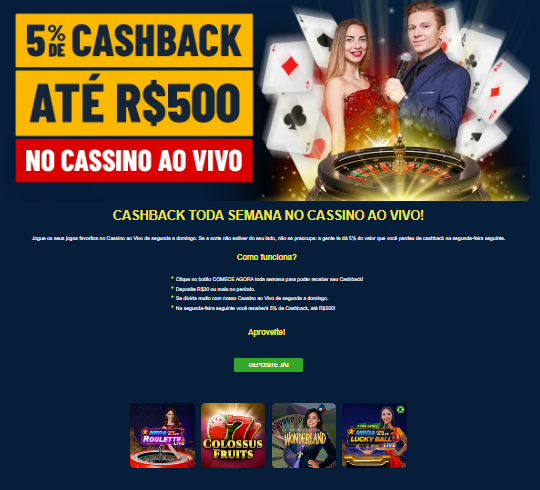 5% DE CASHBACK
ATÉ R$500
NO CASSINO AO VIVO
CASHBACK TODA SEMANA NO CASSINO AO VIVO!
Jogue os seus jogos favoritos no Cassino ao Vivo de segunda a domingo. Se a sorte não estiver do seu lado, não se preocupe: a gente te dá 5% do valor que você perdeu de cashback na segunda-feira seguinte.
Como funciona?
* Clique no botão COMECE AGORA toda semana para poder receber seu Cashback!
* Deposite R$20 ou mais no período.
* Se divirta muito com nosso Cassino ao Vivo de segunda a domingo.
* Na segunda-feira seguinte você receberá 5% de Cashback, até R$500!
Aproveite!
DEPOSITE JÁ!
MEGA
ROULETTE
LIVE
777
COLOSSUS
FRUITS
WONDERLAND
MEGA
LUCKY BALL
LIVE